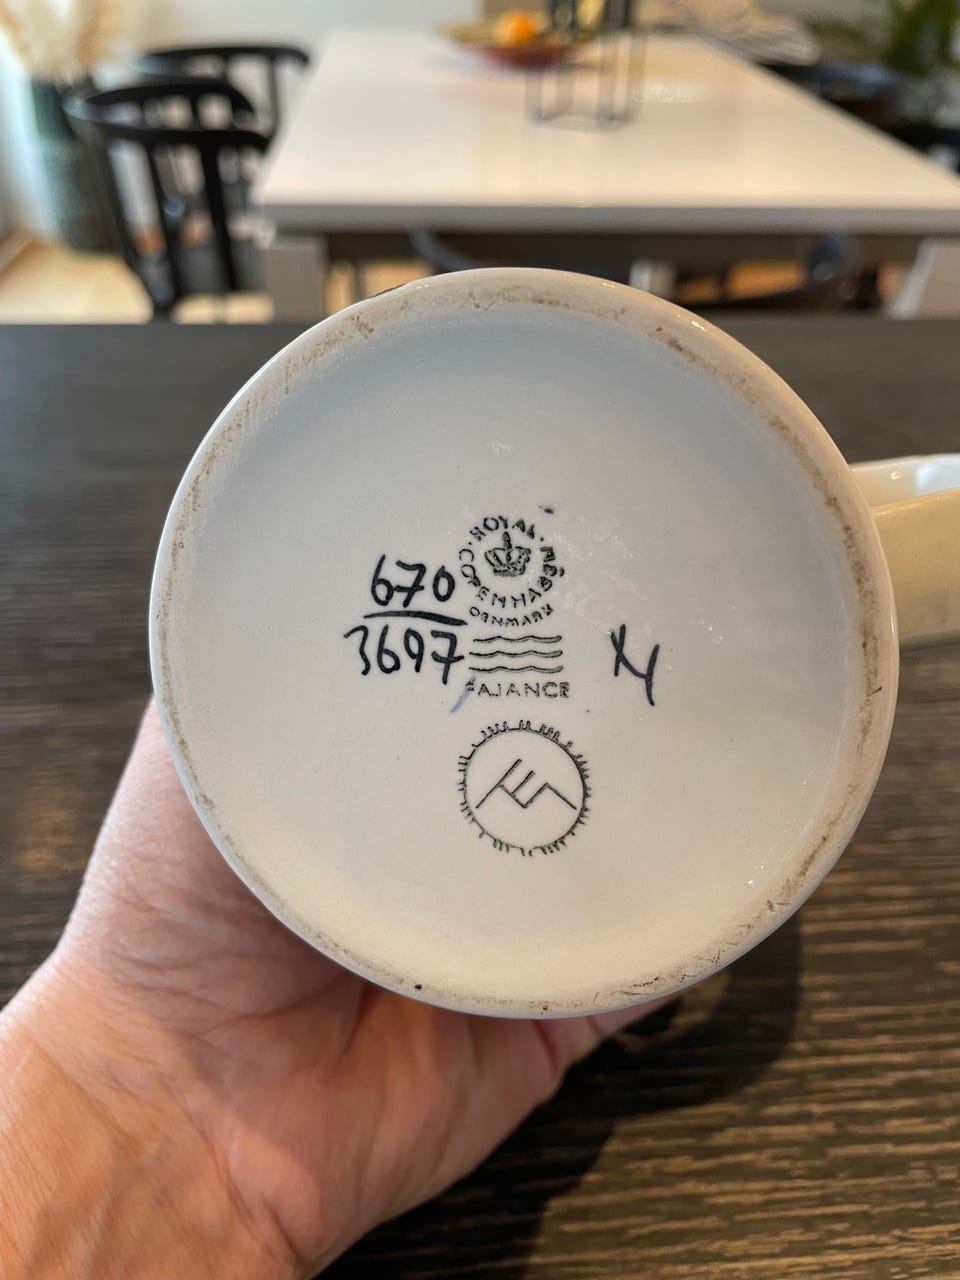 ROYAL
COPENHAGEN
DENMARK
670
3697
FAJANCE